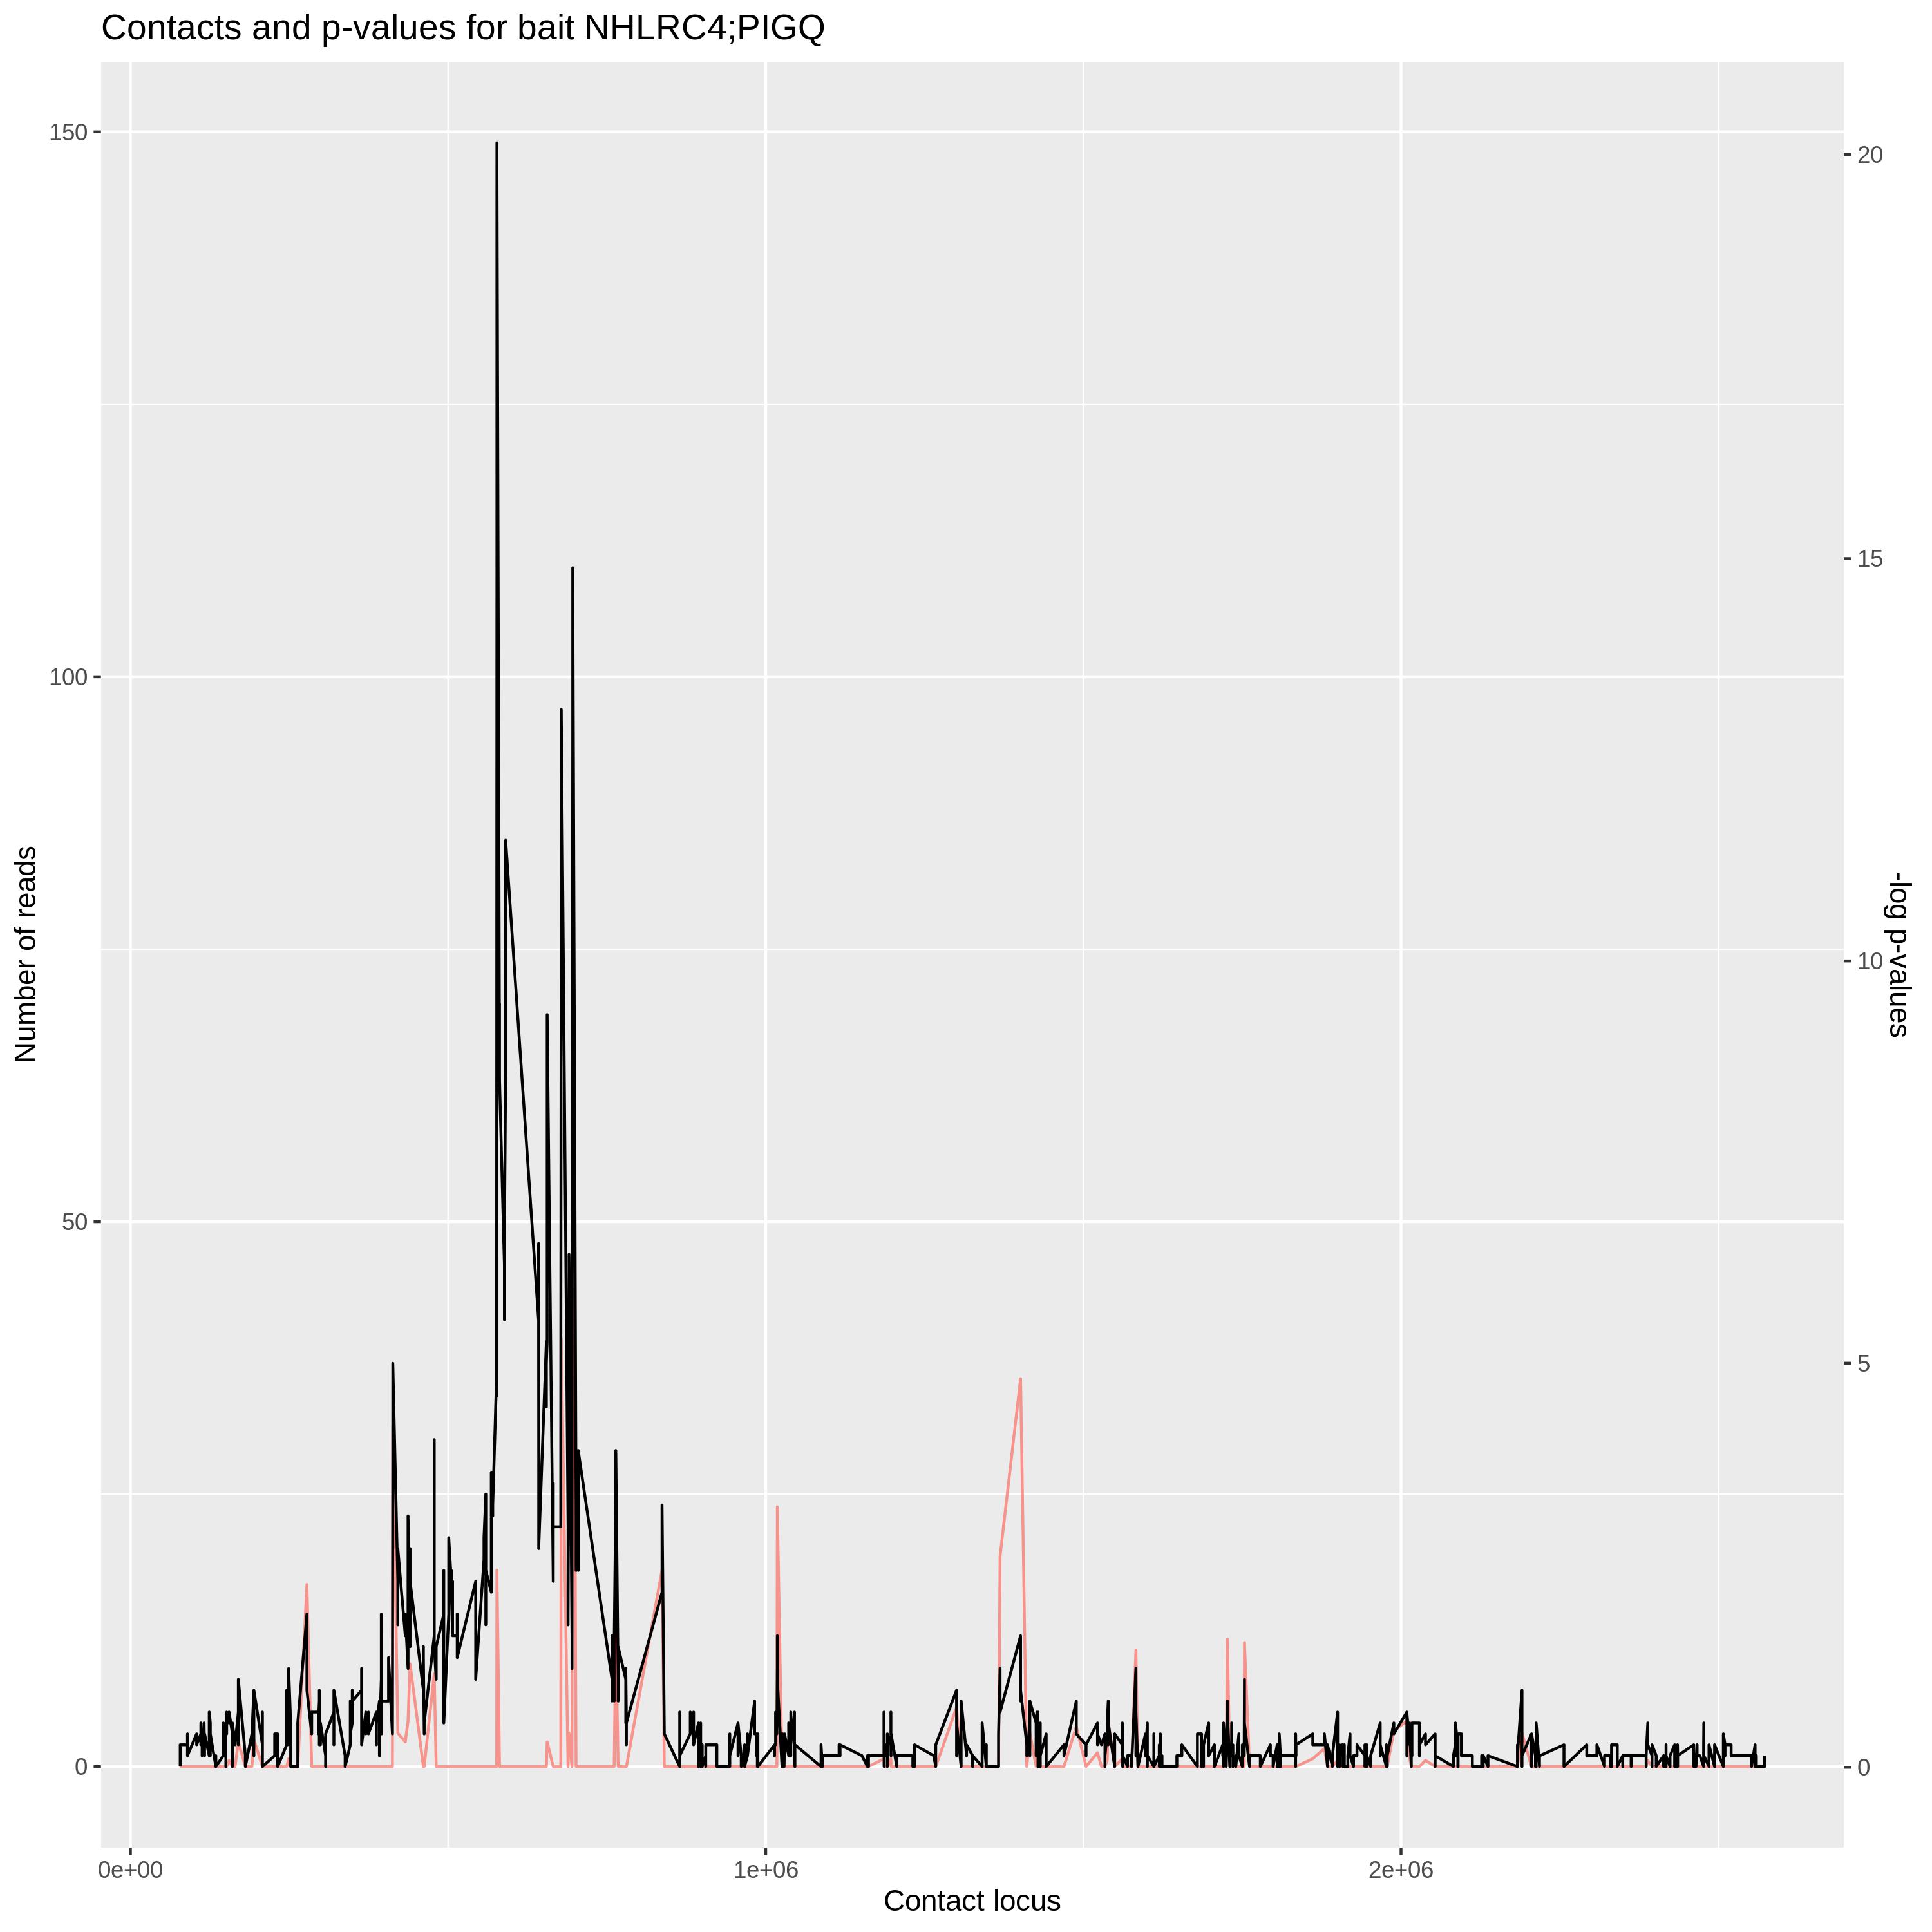 Contacts and p-values for bait NHLRC4;PIGQ
150
100
50
0
Number of reads
20
15
10
5
0
-log p-values
0e+00
1e+06
2e+06
Contact locus